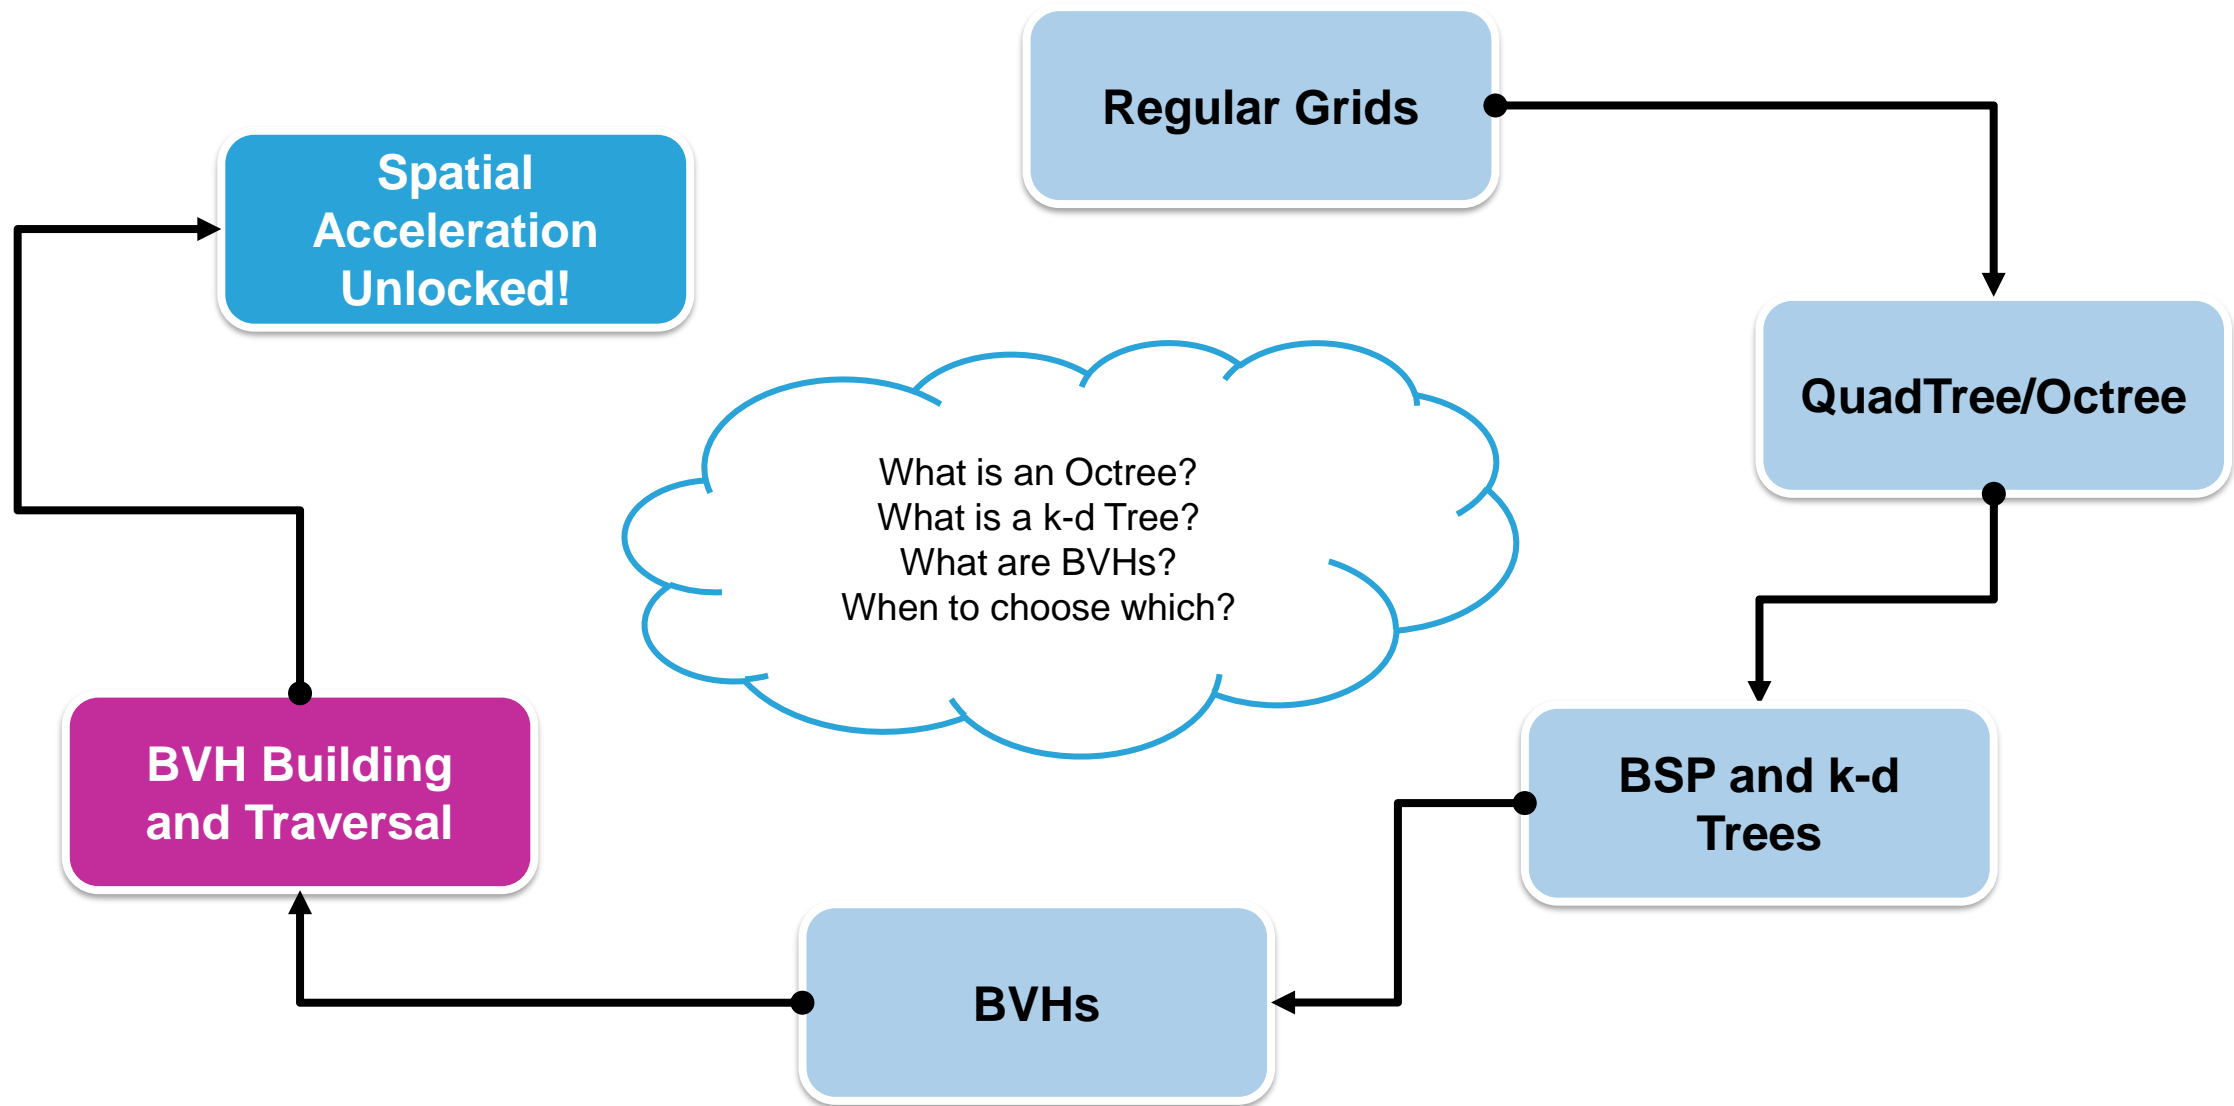 Regular Grids
Spatial
Acceleration
Unlocked!
QuadTree/Octree
What is an Octree?
What is a k-d Tree?
What are BVHs?
When to choose which?
BSP and k-d
Trees
BVH Building
and Traversal
BVHs